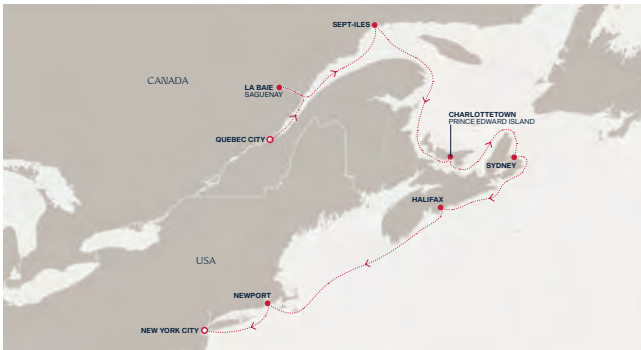 SEPT-ILES
CANADA
LA BAIE
SAGUENAY
CHARLOTTETOWN
PRINCE EDWARD ISLAND
QUEBEC CITY
SYDNEY
HALIFAX
USA
NEWPORT
NEW YORK CITY